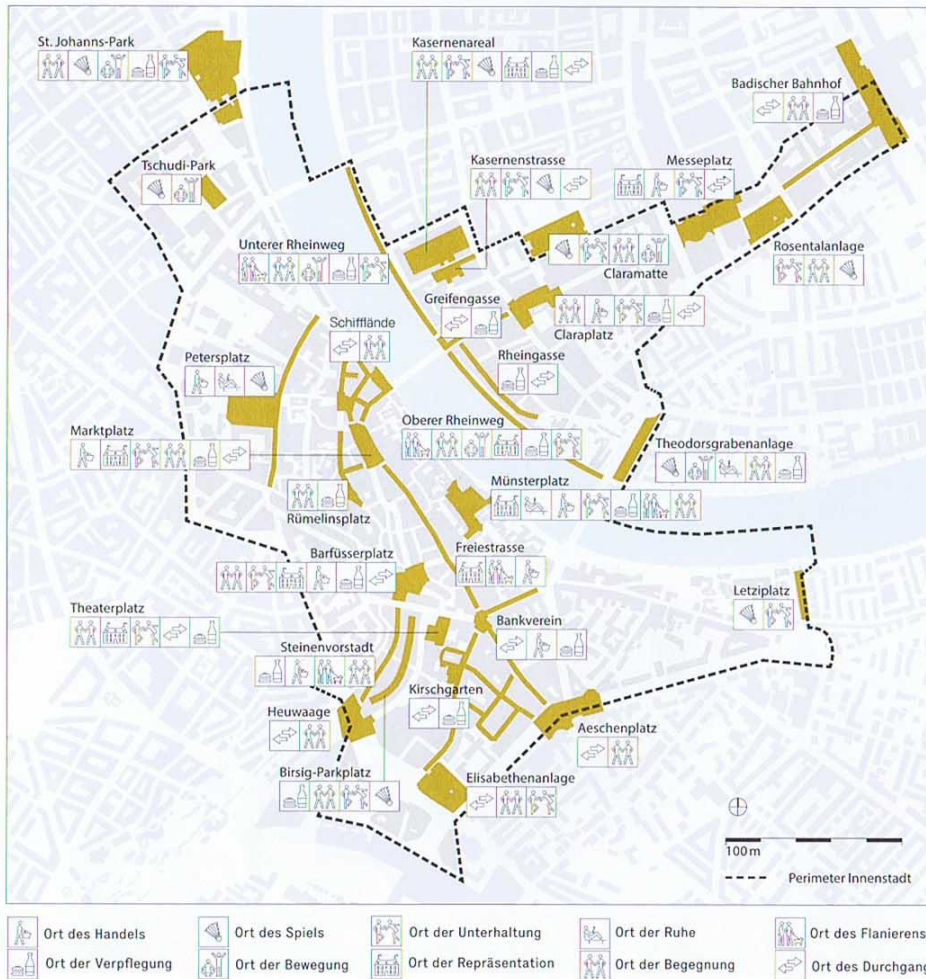 St. Johanns-Park
Kasernenareal
Badischer Bahnhof
Tschudi-Park
Kasernenstrasse
Messeplatz
Unterer Rheinweg
Claramatte
Rosentalanlage
Greifengasse
Claraplatz
Schifflände
Petersplatz
Rheingasse
Marktplatz
Oberer Rheinweg
Theodorsgrabenanlage
Münsterplatz
Rümelinsplatz
Barfüsserplatz
Freiestrasse
Letziplatz
Theaterplatz
Bankverein
Steinenvorstadt
Kirschgarten
Heuwaage
Aeschenplatz
Birsig-Parkplatz
Elisabethenanlage
100m
Perimeter Innenstadt
Ort des Handels
Ort des Spiels
Ort der Unterhaltung
Ort der Ruhe
Ort des Flanierens
Ort der Verpflegung
Ort der Bewegung
Ort der Repräsentation
Ort der Begegnung
Ort des Durchgang